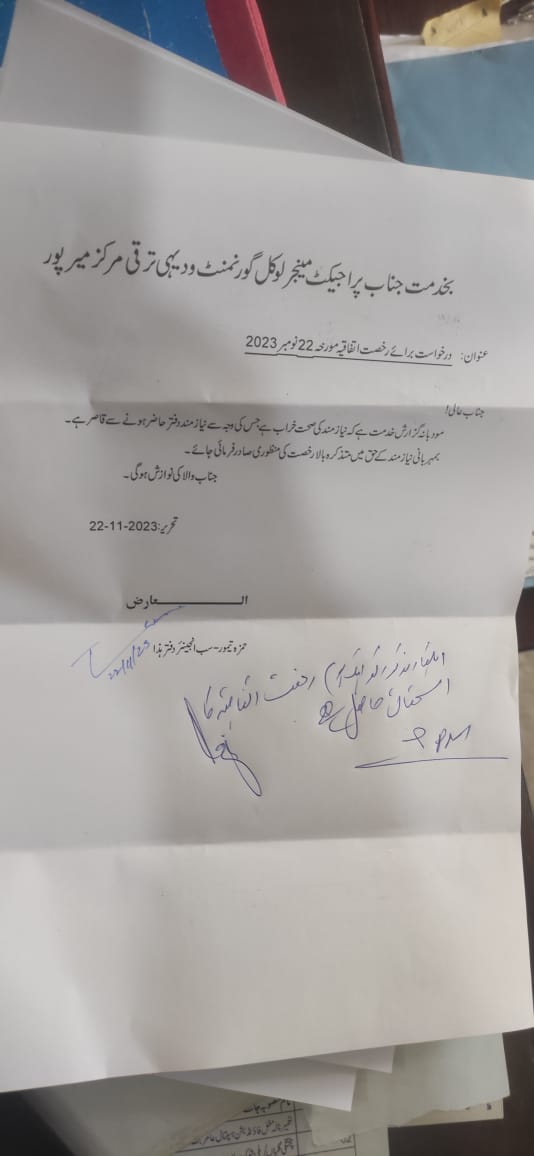 بخدمت جناب پراجیکٹ مینجر لوکل گورنمنٹ ودیہی ترقی مرکز میرپور
عنوان: درخواست برائے رخصت اتفاقیہ مورخہ 22 نومبر 2023
جناب عالی!
مودبانہ گزارش خدمت ہے کہ نیازمند کی صحت خراب ہے جس کی وجہ سے نیازمند دفتر حاضر ہونے سے قاصر ہے۔
بمہربانی نیازمند کے حق میں متذکرہ بالا رخصت کی منظوری صادر فرمائی جائے۔
جناب والا کی نوازش ہوگی۔
تحریر: 22-11-2023
العارض
حمزہ تیمور۔ سب انجینئر دفتر ہذا
22/11/23
رخصت اتفاقیہ کا
استحقاق حاصل ہے
PM